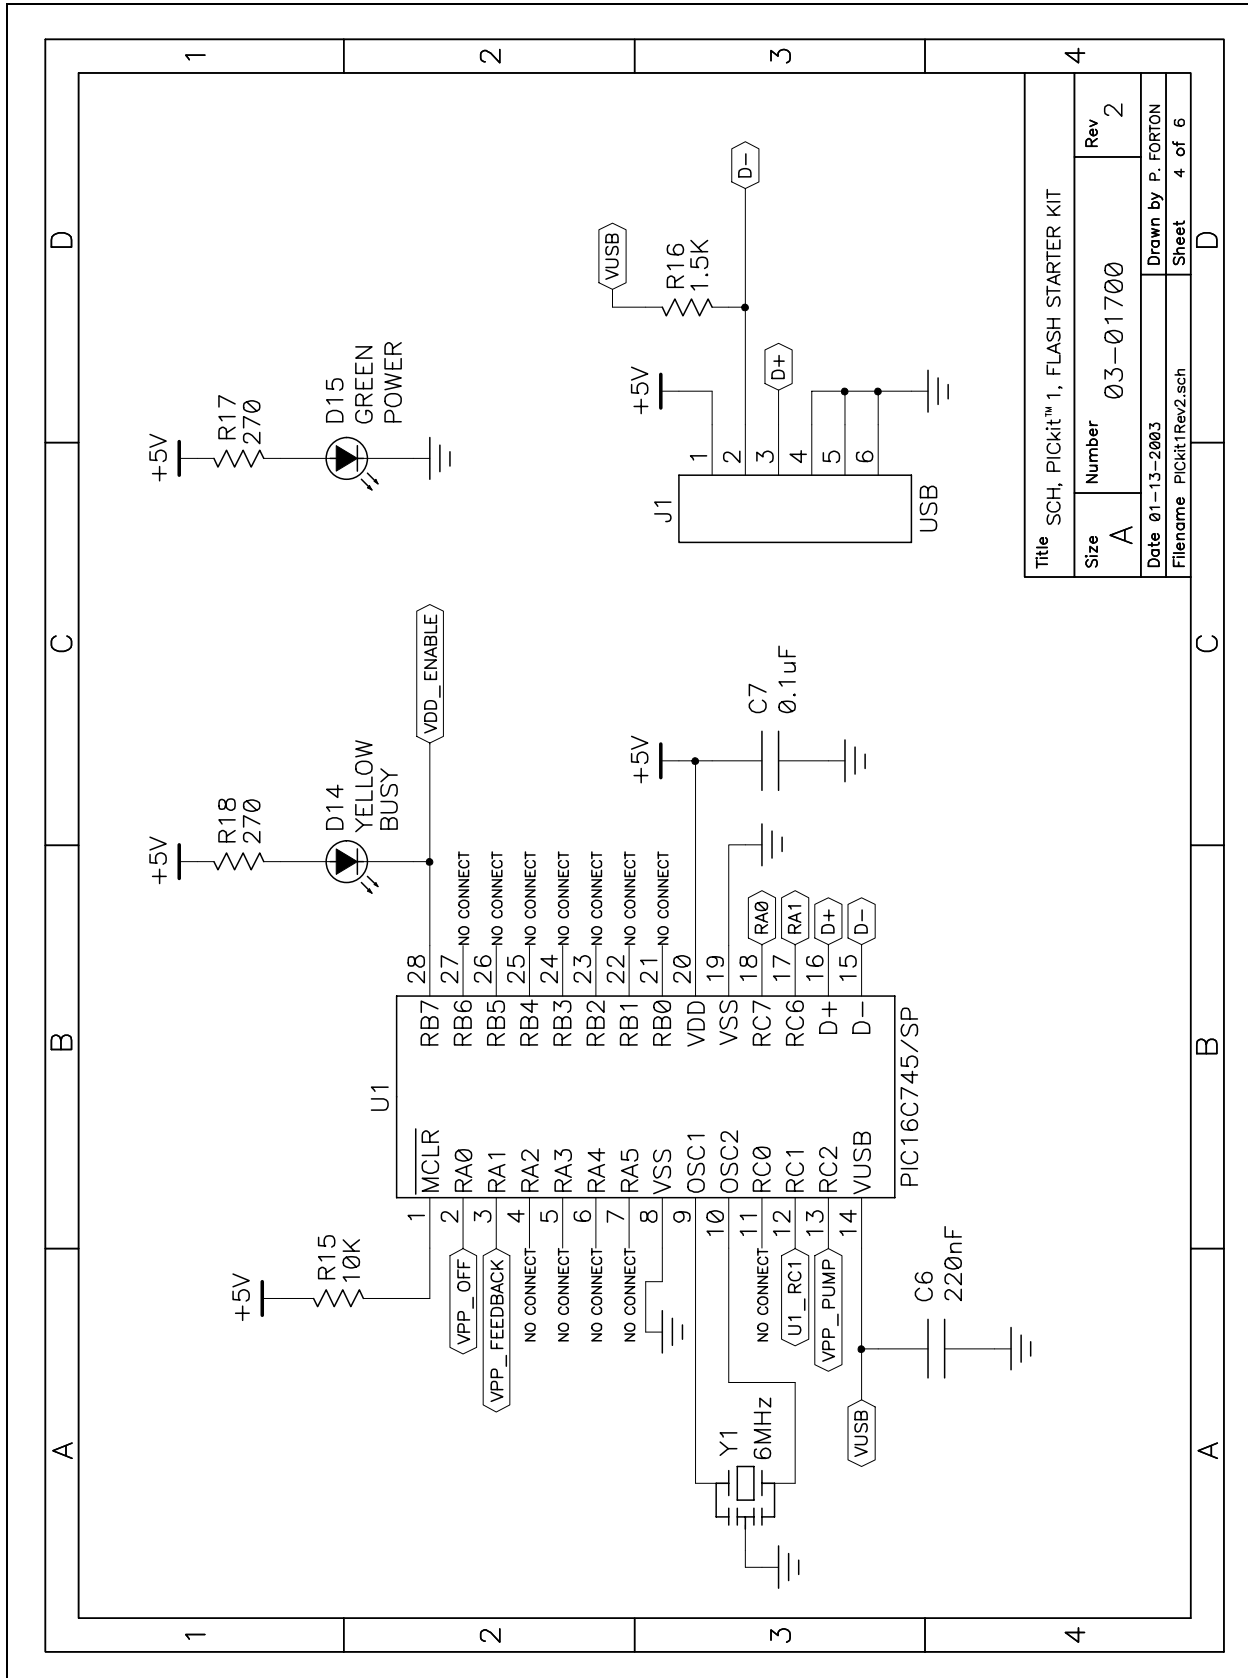 1
2
3
4
D
C
B
A
+5V
R17
270
D15
GREEN
POWER
+5V
R18
270
D14
YELLOW
BUSY
VDD_ENABLE
+5V
R15
10K
U1
PIC16C745/SP
1 MCLR
VPP_OFF 2 RA0
VPP_FEEDBACK 3 RA1
NO CONNECT 4 RA2
NO CONNECT 5 RA3
NO CONNECT 6 RA4
NO CONNECT 7 RA5
8 VSS
9 OSC1
10 OSC2
NO CONNECT 11 RC0
U1_RC1 12 RC1
VPP_PUMP 13 RC2
14 VUSB
RB7 28
RB6 27 NO CONNECT
RB5 26 NO CONNECT
RB4 25 NO CONNECT
RB3 24 NO CONNECT
RB2 23 NO CONNECT
RB1 22 NO CONNECT
RB0 21 NO CONNECT
VDD 20
VSS 19
RC7 18 RA0
RC6 17 RA1
D+ 16 D+
D- 15 D-
+5V
C7
0.1uF
Y1
6MHz
VUSB
C6
220nF
J1
USB
1
2
3
4
5
6
+5V
VUSB
R16
1.5K
D-
D+
Title SCH, PICkit™ 1, FLASH STARTER KIT
Size A
Number 03-01700
Rev 2
Date 01-13-2003
Drawn by P. FORTON
Filename PICkit1Rev2.sch
Sheet 4 of 6
1
2
3
4
A
B
C
D